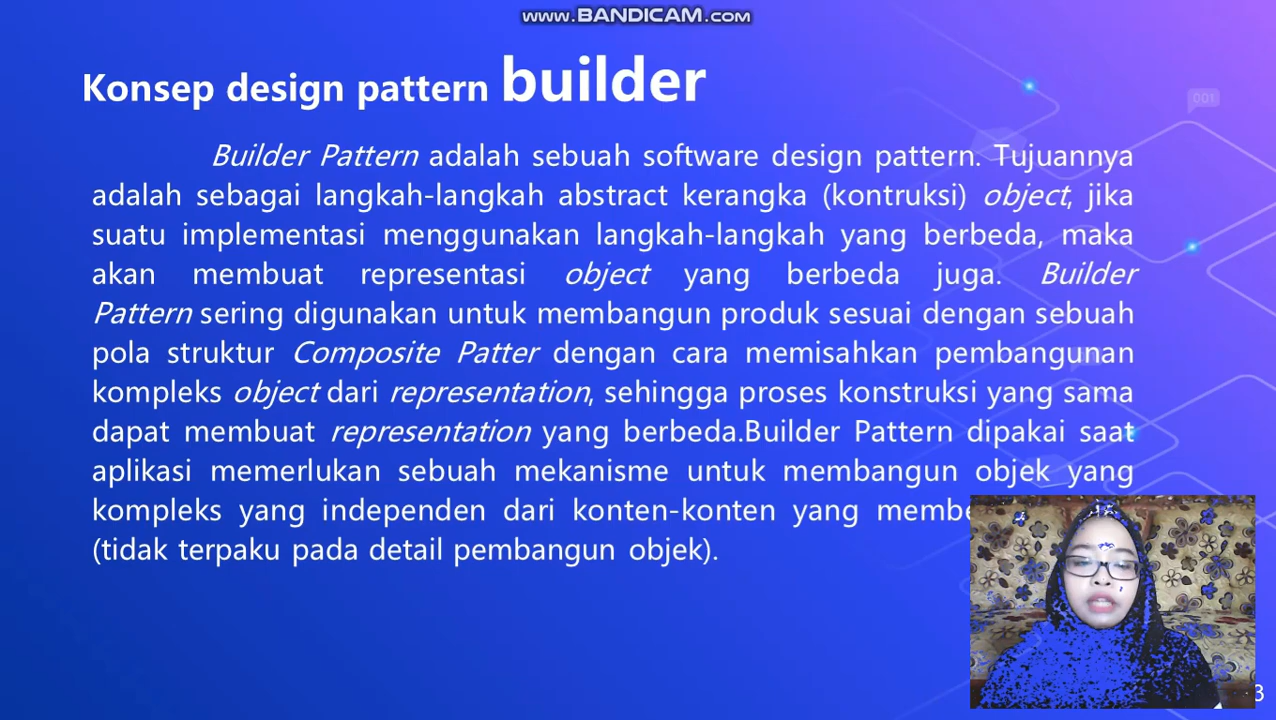 www.BANDICAM.com
Konsep design pattern builder
001
Builder Pattern adalah sebuah software design pattern. Tujuannya
adalah sebagai langkah-langkah abstract kerangka (kontruksi) object, jika
suatu implementasi menggunakan langkah-langkah yang berbeda, maka
akan membuat representasi object yang berbeda juga. Builder
Pattern sering digunakan untuk membangun produk sesuai dengan sebuah
pola struktur Composite Patter dengan cara memisahkan pembangunan
kompleks object dari representation, sehingga proses konstruksi yang sama
dapat membuat representation yang berbeda.Builder Pattern dipakai saat
aplikasi memerlukan sebuah mekanisme untuk membangun objek yang
kompleks yang independen dari konten-konten yang
(tidak terpaku pada detail pembangun objek).
3